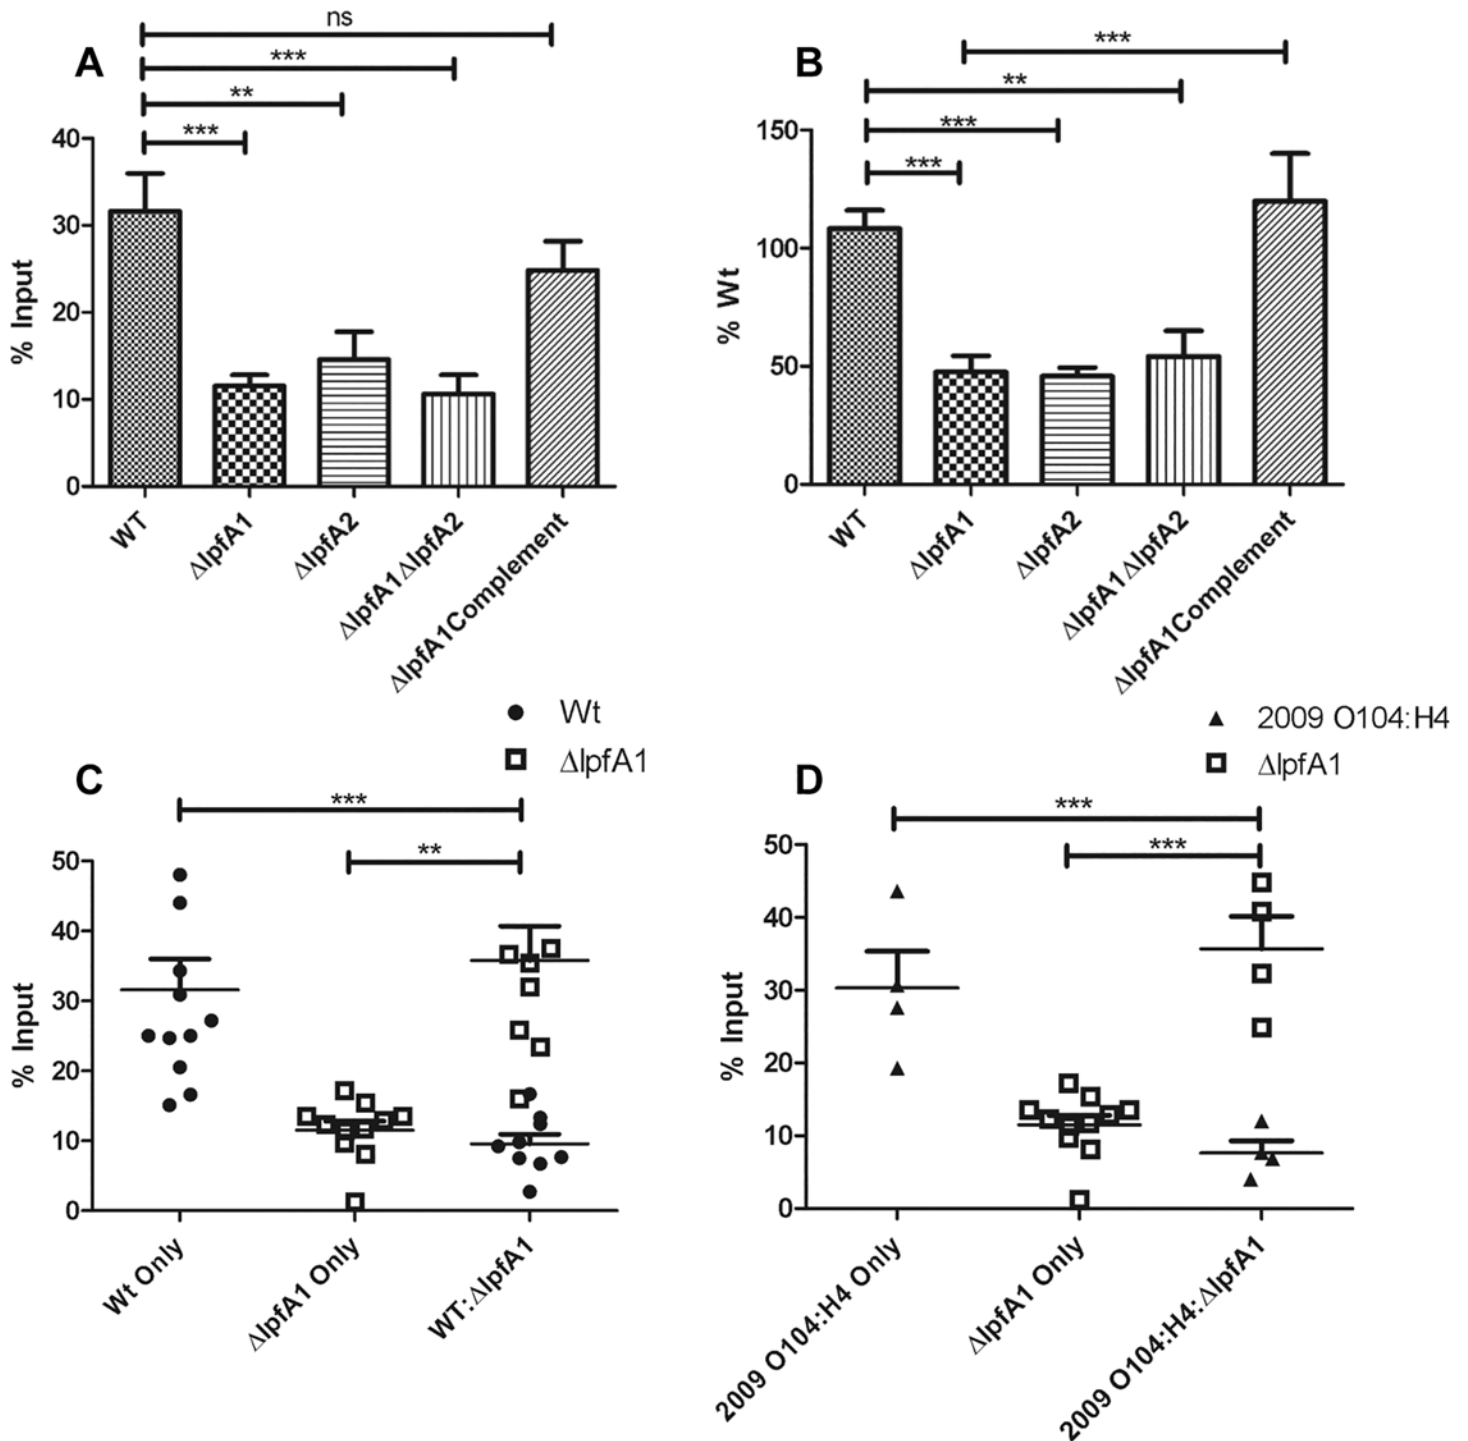 A
ns
***
**
***
% Input
40
30
20
10
0
WT
ΔlpfA1
ΔlpfA2
ΔlpfA1ΔlpfA2
ΔlpfA1Complement
B
***
**
***
***
% Wt
150
100
50
0
WT
ΔlpfA1
ΔlpfA2
ΔlpfA1ΔlpfA2
ΔlpfA1Complement
C
Wt
ΔlpfA1
***
**
% Input
50
40
30
20
10
0
Wt Only
ΔlpfA1 Only
WT:ΔlpfA1
D
2009 O104:H4
ΔlpfA1
***
***
% Input
50
40
30
20
10
0
2009 O104:H4 Only
ΔlpfA1 Only
2009 O104:H4:ΔlpfA1